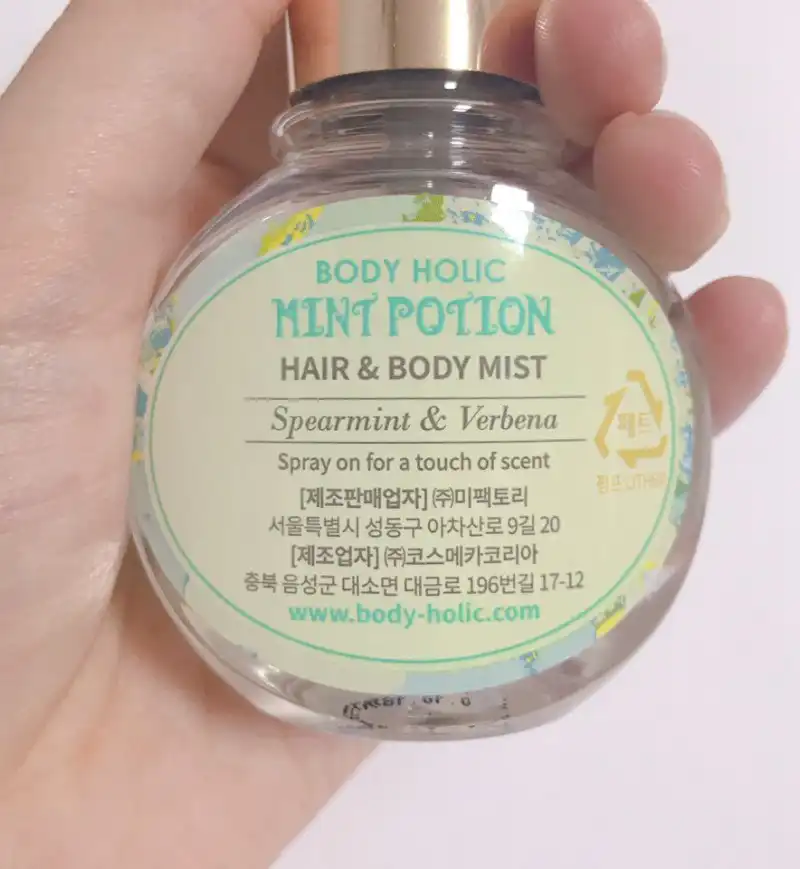 BODY HOLIC
MINT POTION
HAIR & BODY MIST
Spearmint & Verbena
Spray on for a touch of scent
[제조판매업자] ㈜미팩토리
서울특별시 성동구 아차산로 9길 20
[제조업자] ㈜코스메카코리아
충북 음성군 대소면 대금로 196번길 17-12
www.body-holic.com
페트